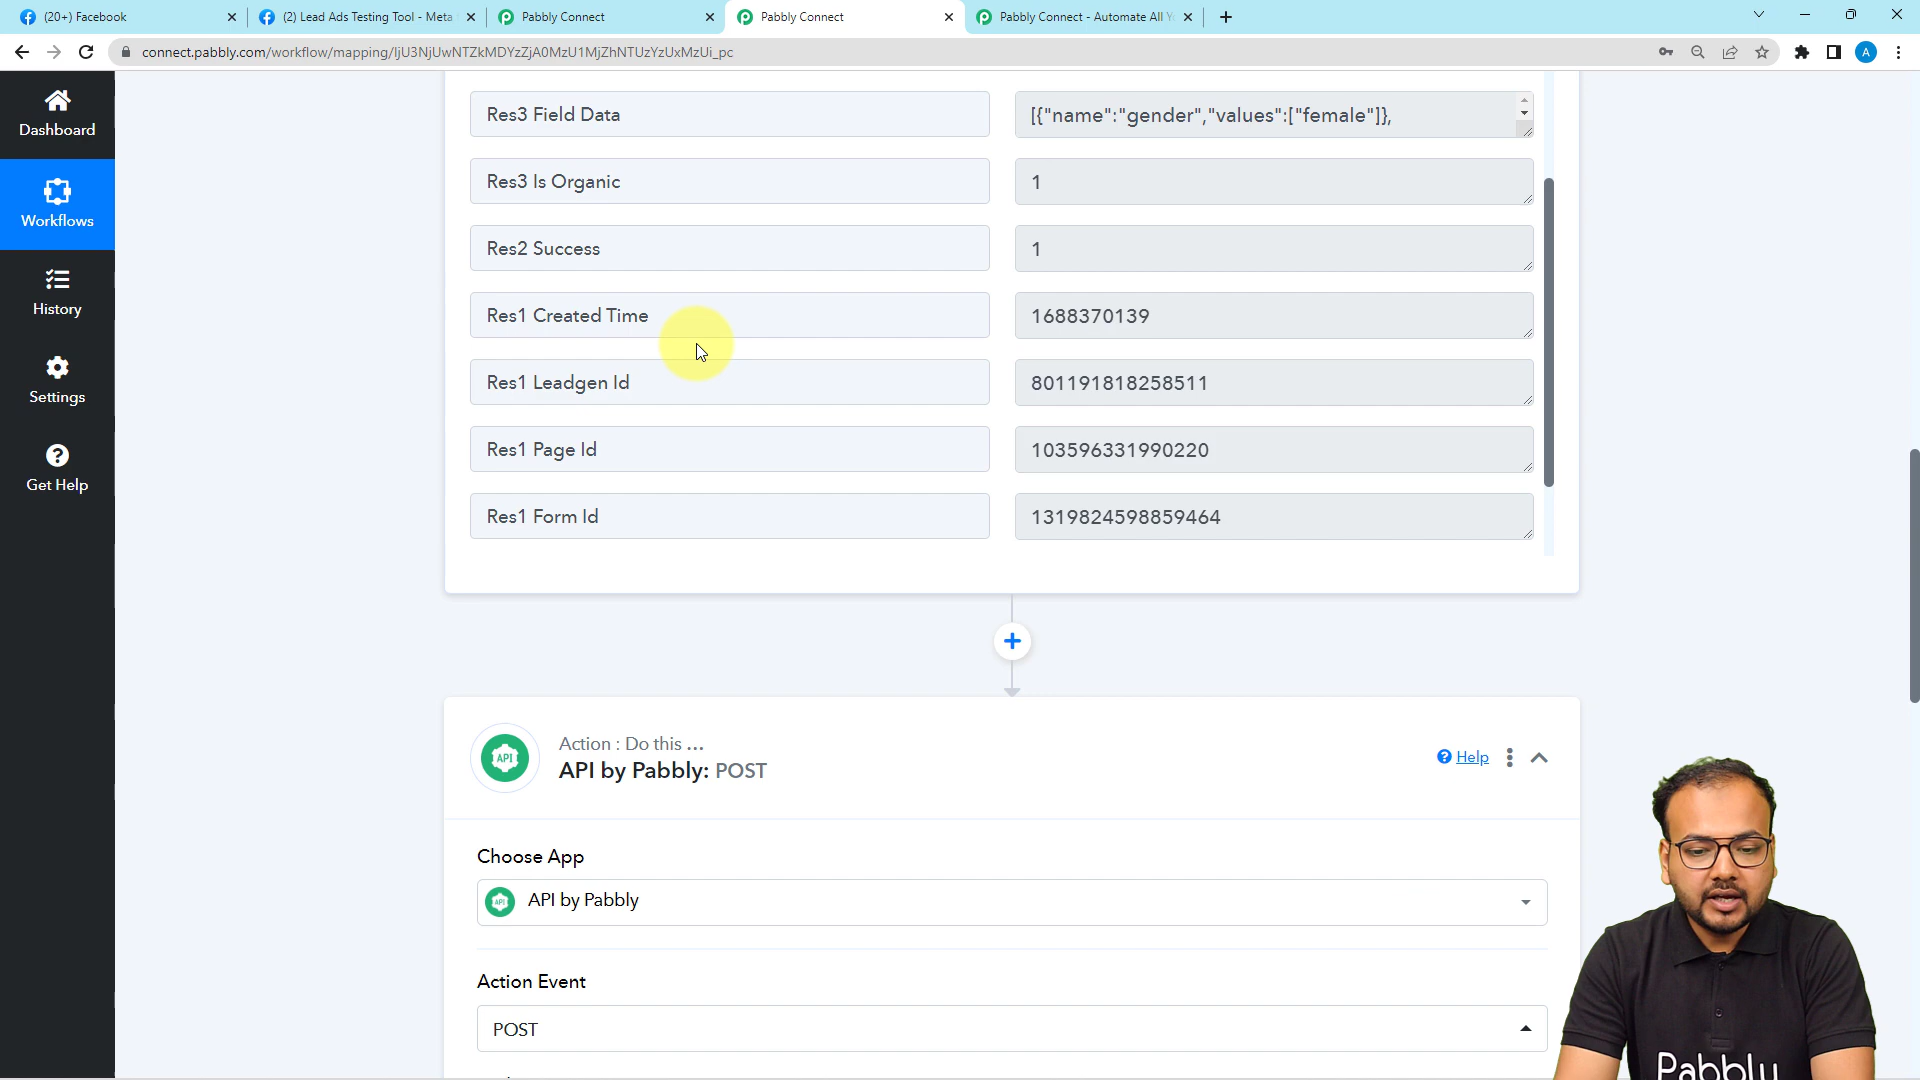 (20+) Facebook
(2) Lead Ads Testing Tool - Meta
Pabbly Connect
Pabbly Connect
Pabbly Connect - Automate All Y
connect.pabbly.com/workflow/mapping/IjU3NjUwNTZkMDYzZjA0MzU1MjZhNTUzYzUxMzUi_pc
A
Dashboard
Workflows
History
Settings
Get Help
Res3 Field Data
[{"name":"gender","values":["female"]},
Res3 Is Organic
1
Res2 Success
1
Res1 Created Time
1688370139
Res1 Leadgen Id
801191818258511
Res1 Page Id
103596331990220
Res1 Form Id
1319824598859464
API
Action : Do this ...
API by Pabbly: POST
Help
Choose App
API
API by Pabbly
Action Event
POST
Pabbly